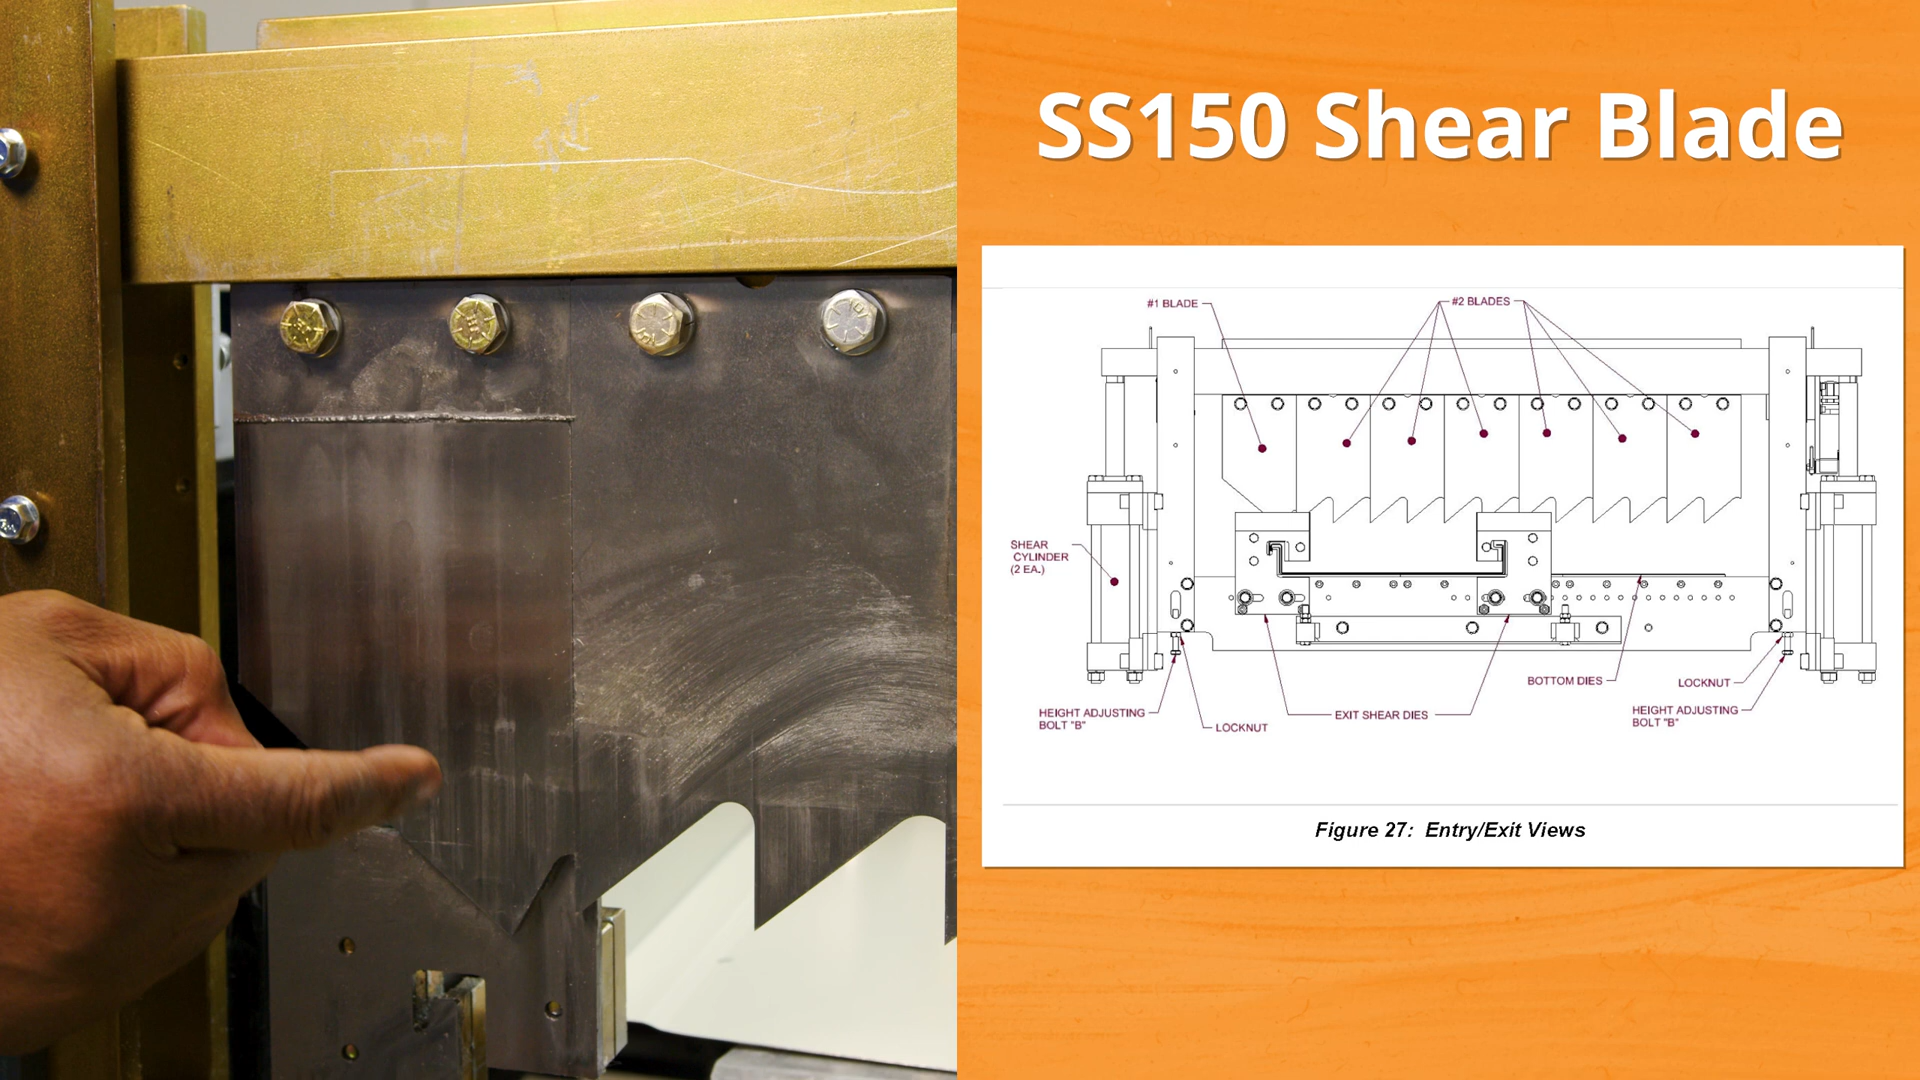 SS150 Shear Blade
#1 BLADE
#2 BLADES
SHEAR
CYLINDER
(2 EA.)
BOTTOM DIES
LOCKNUT
HEIGHT ADJUSTING
BOLT "B"
EXIT SHEAR DIES
HEIGHT ADJUSTING
BOLT "B"
LOCKNUT
Figure 27: Entry/Exit Views